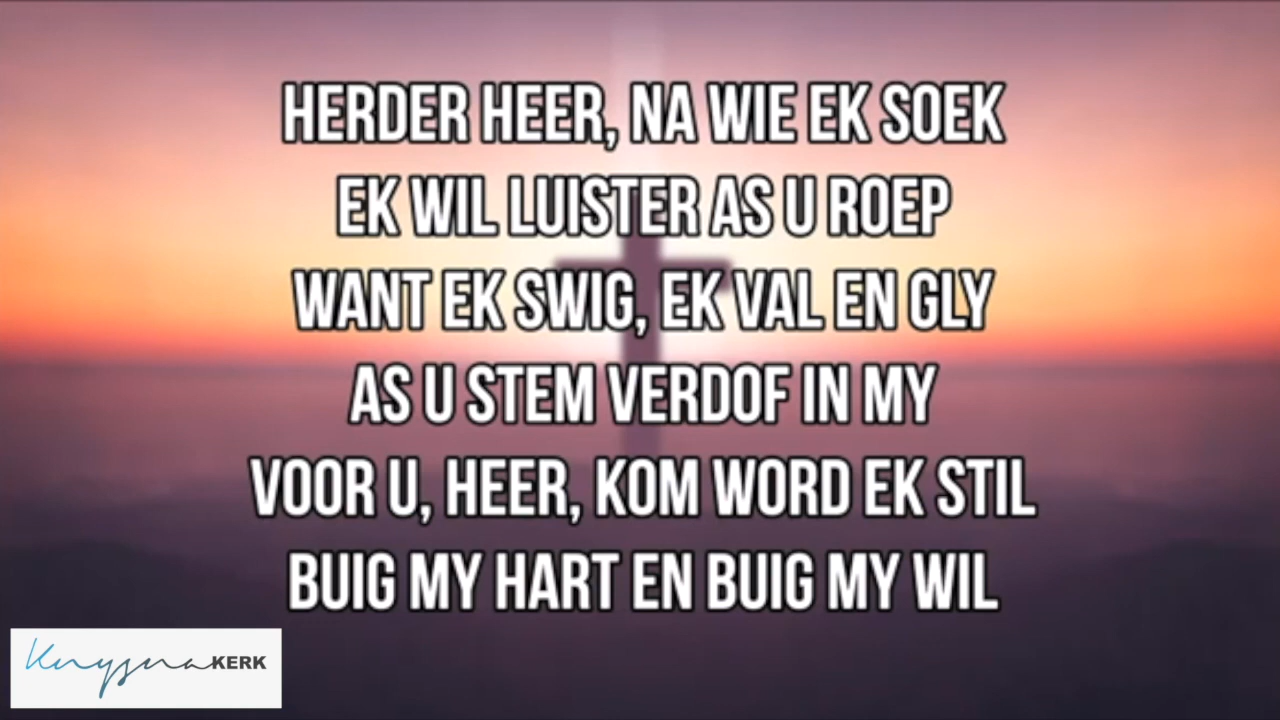 HERDER HEER, NA WIE EK SOEK
EK WIL LUISTER AS U ROEP
WANT EK SWIG, EK VAL EN GLY
AS U STEM VERDOF IN MY
VOOR U, HEER, KOM WORD EK STIL
BUIG MY HART EN BUIG MY WIL
Knysna KERK